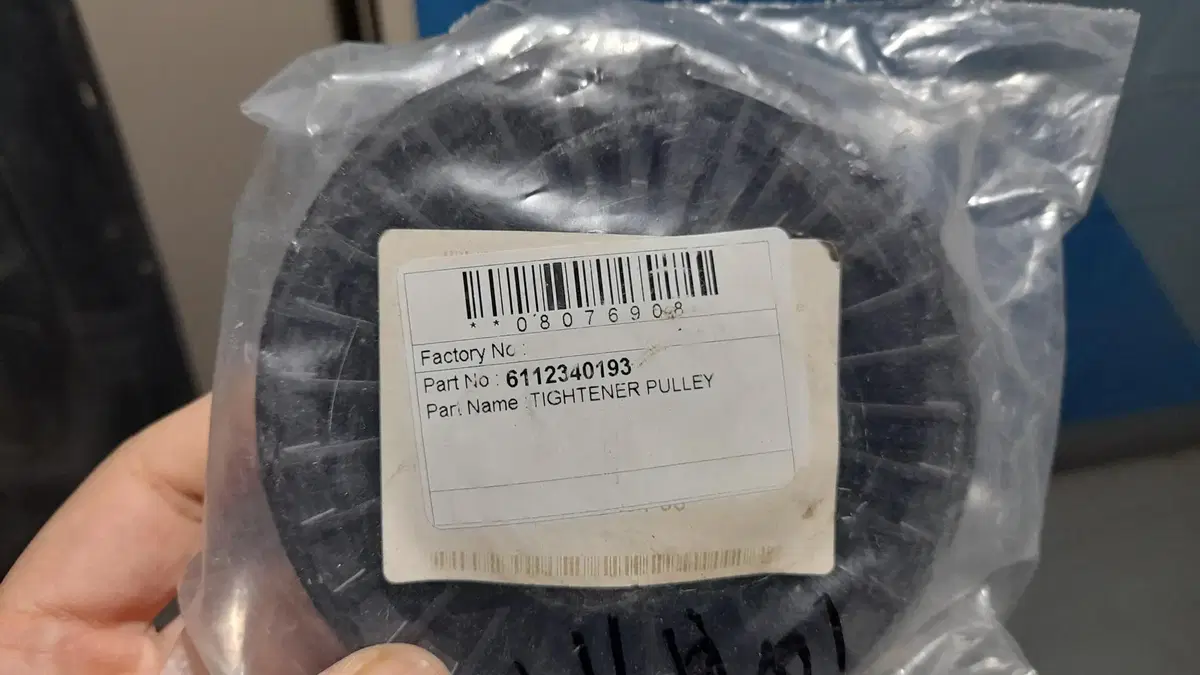 **08076908
Factory No :
Part No : 6112340193
Part Name : TIGHTENER PULLEY